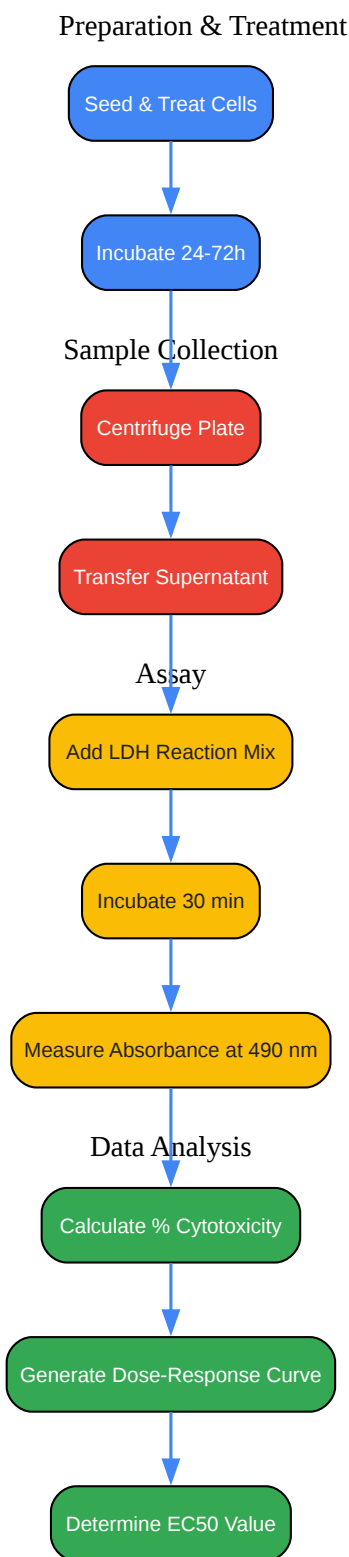 Preparation & Treatment
Seed & Treat Cells
Incubate 24-72h
Sample Collection
Centrifuge Plate
Transfer Supernatant
Assay
Add LDH Reaction Mix
Incubate 30 min
Measure Absorbance at 490 nm
Data Analysis
Calculate % Cytotoxicity
Generate Dose-Response Curve
Determine EC50 Value